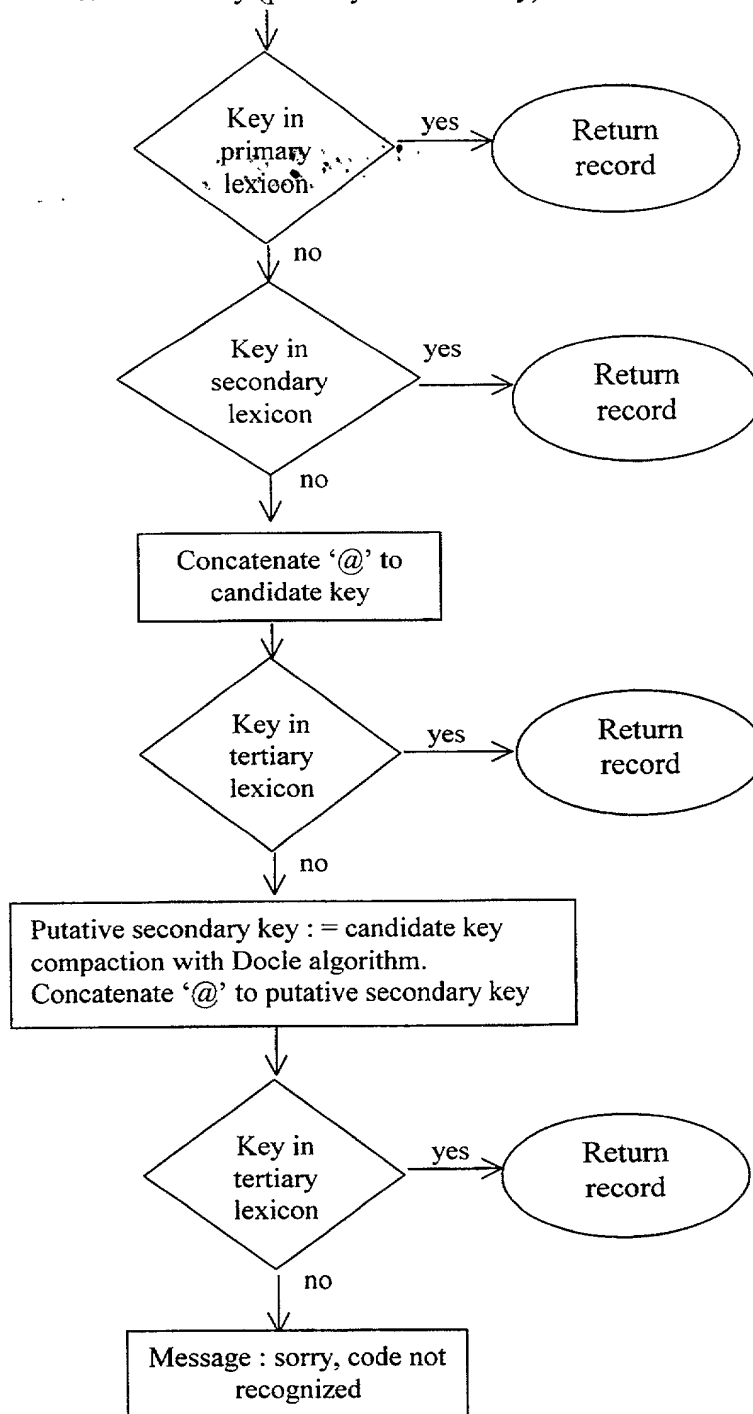 Key in
primary
lexicon
yes
Return
record
no
Key in
secondary
lexicon
yes
Return
record
no
Concatenate ‘@’ to
candidate key
Key in
tertiary
lexicon
yes
Return
record
no
Putative secondary key : = candidate key
compaction with Docle algorithm.
Concatenate ‘@’ to putative secondary key
Key in
tertiary
lexicon
yes
Return
record
no
Message : sorry, code not
recognized